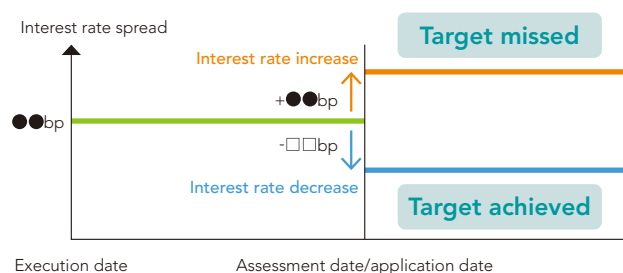 Interest rate spread
Target missed
Interest rate increase
+●●bp
●●bp
-□□bp
Interest rate decrease
Target achieved
Execution date
Assessment date/application date